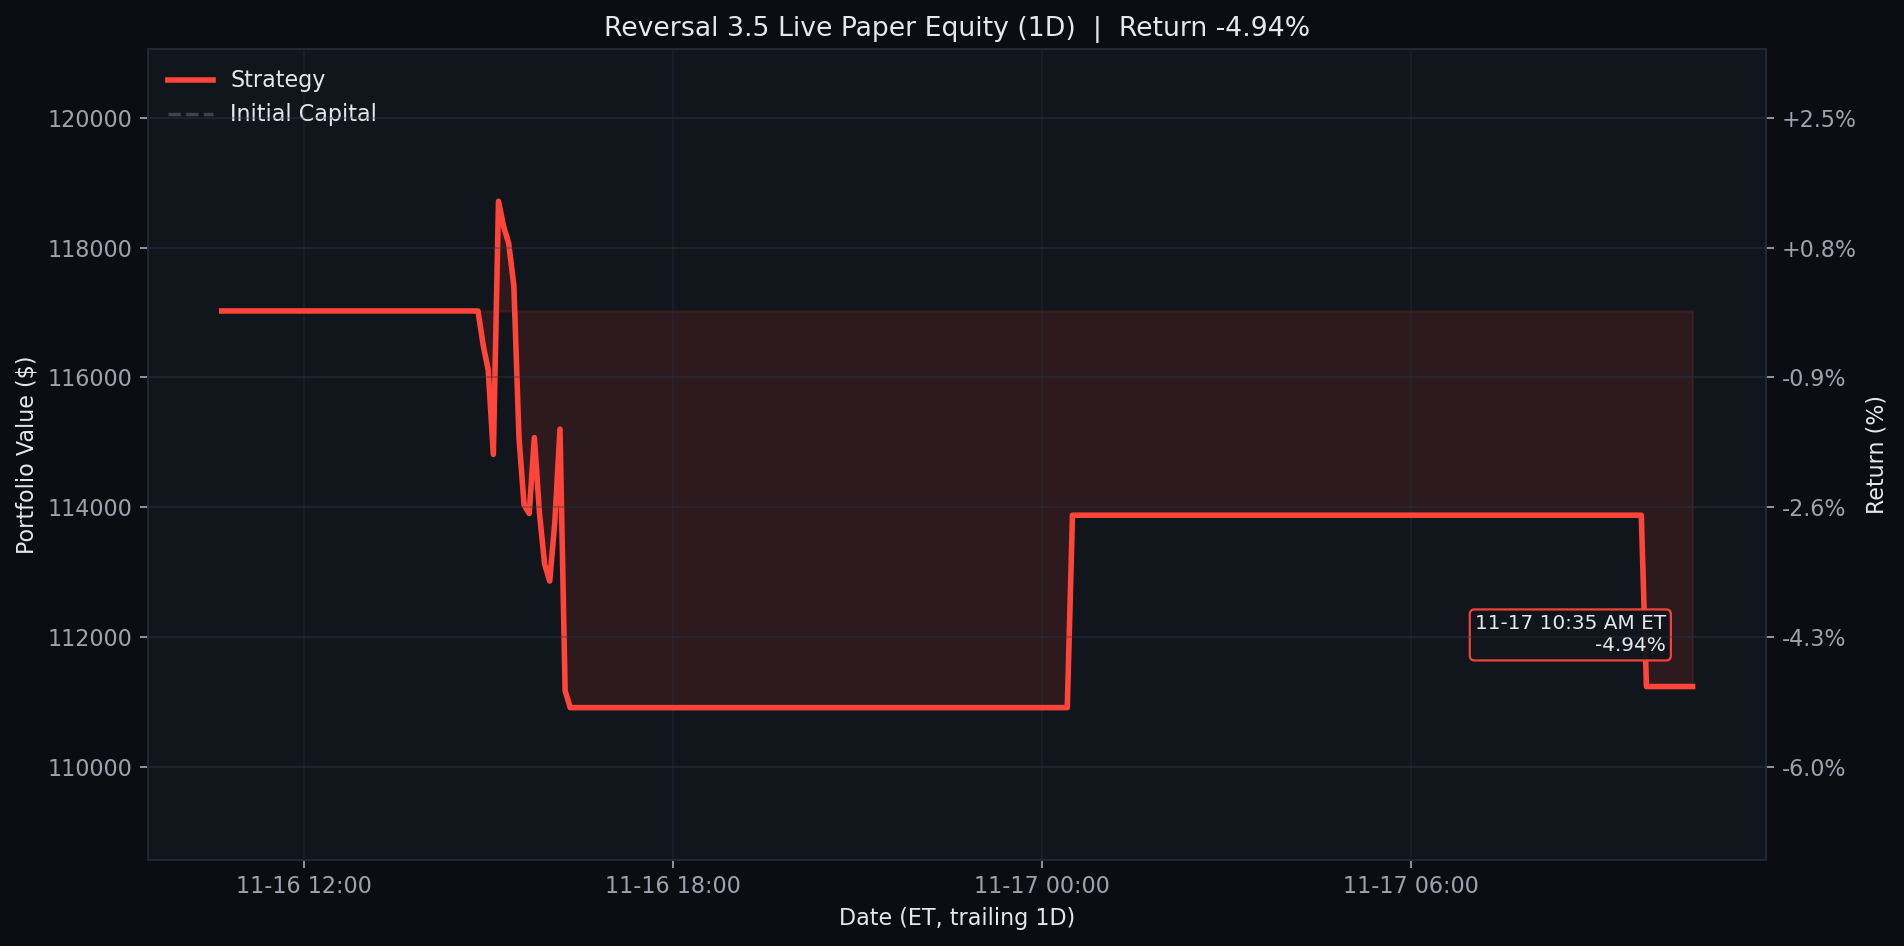 Reversal 3.5 Live Paper Equity (1D) | Return -4.94%
Strategy
Initial Capital
120000
118000
116000
114000
112000
110000
Portfolio Value ($)
+2.5%
+0.8%
-0.9%
-2.6%
-4.3%
-6.0%
Return (%)
11-17 10:35 AM ET
-4.94%
11-16 12:00
11-16 18:00
11-17 00:00
11-17 06:00
Date (ET, trailing 1D)